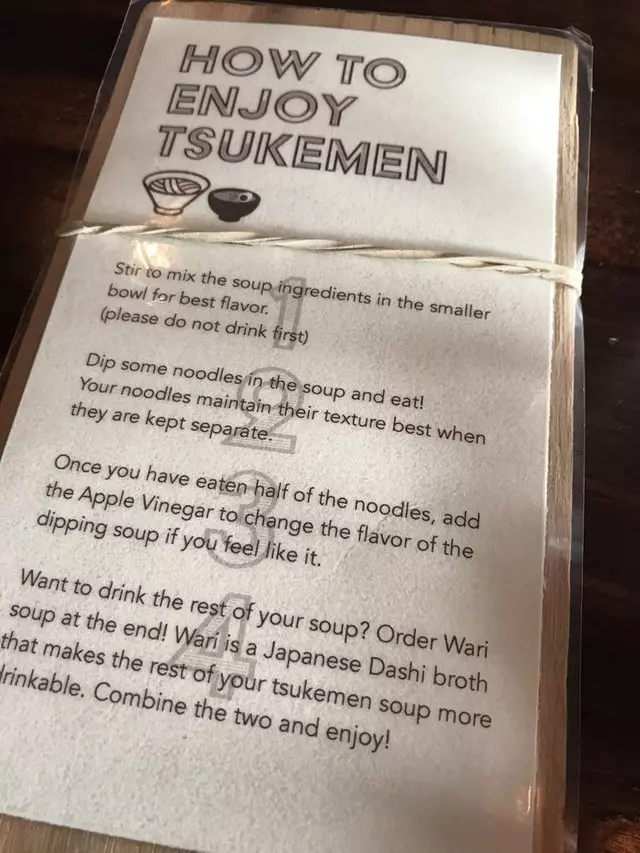 HOW TO
ENJOY
TSUKEMEN
1
Stir to mix the soup ingredients in the smaller
bowl for best flavor.
(please do not drink first)
2
Dip some noodles in the soup and eat!
Your noodles maintain their texture best when
they are kept separate.
3
Once you have eaten half of the noodles, add
the Apple Vinegar to change the flavor of the
dipping soup if you feel like it.
4
Want to drink the rest of your soup? Order Wari
soup at the end! Wari is a Japanese Dashi broth
that makes the rest of your tsukemen soup more
drinkable. Combine the two and enjoy!